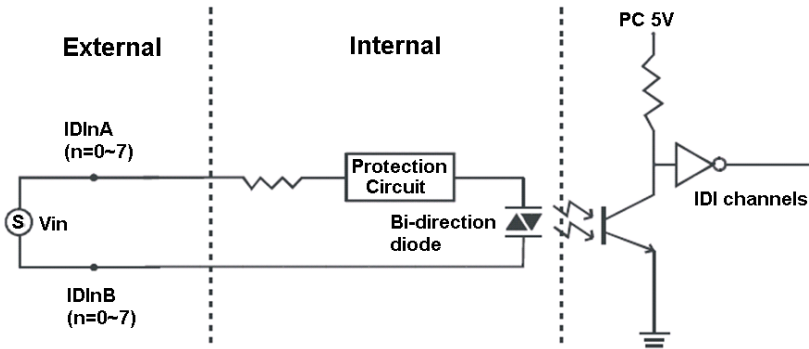 External
Internal
PC 5V
IDInA
(n=0~7)
Protection
Circuit
S
Vin
Bi-direction
diode
IDI channels
IDInB
(n=0~7)